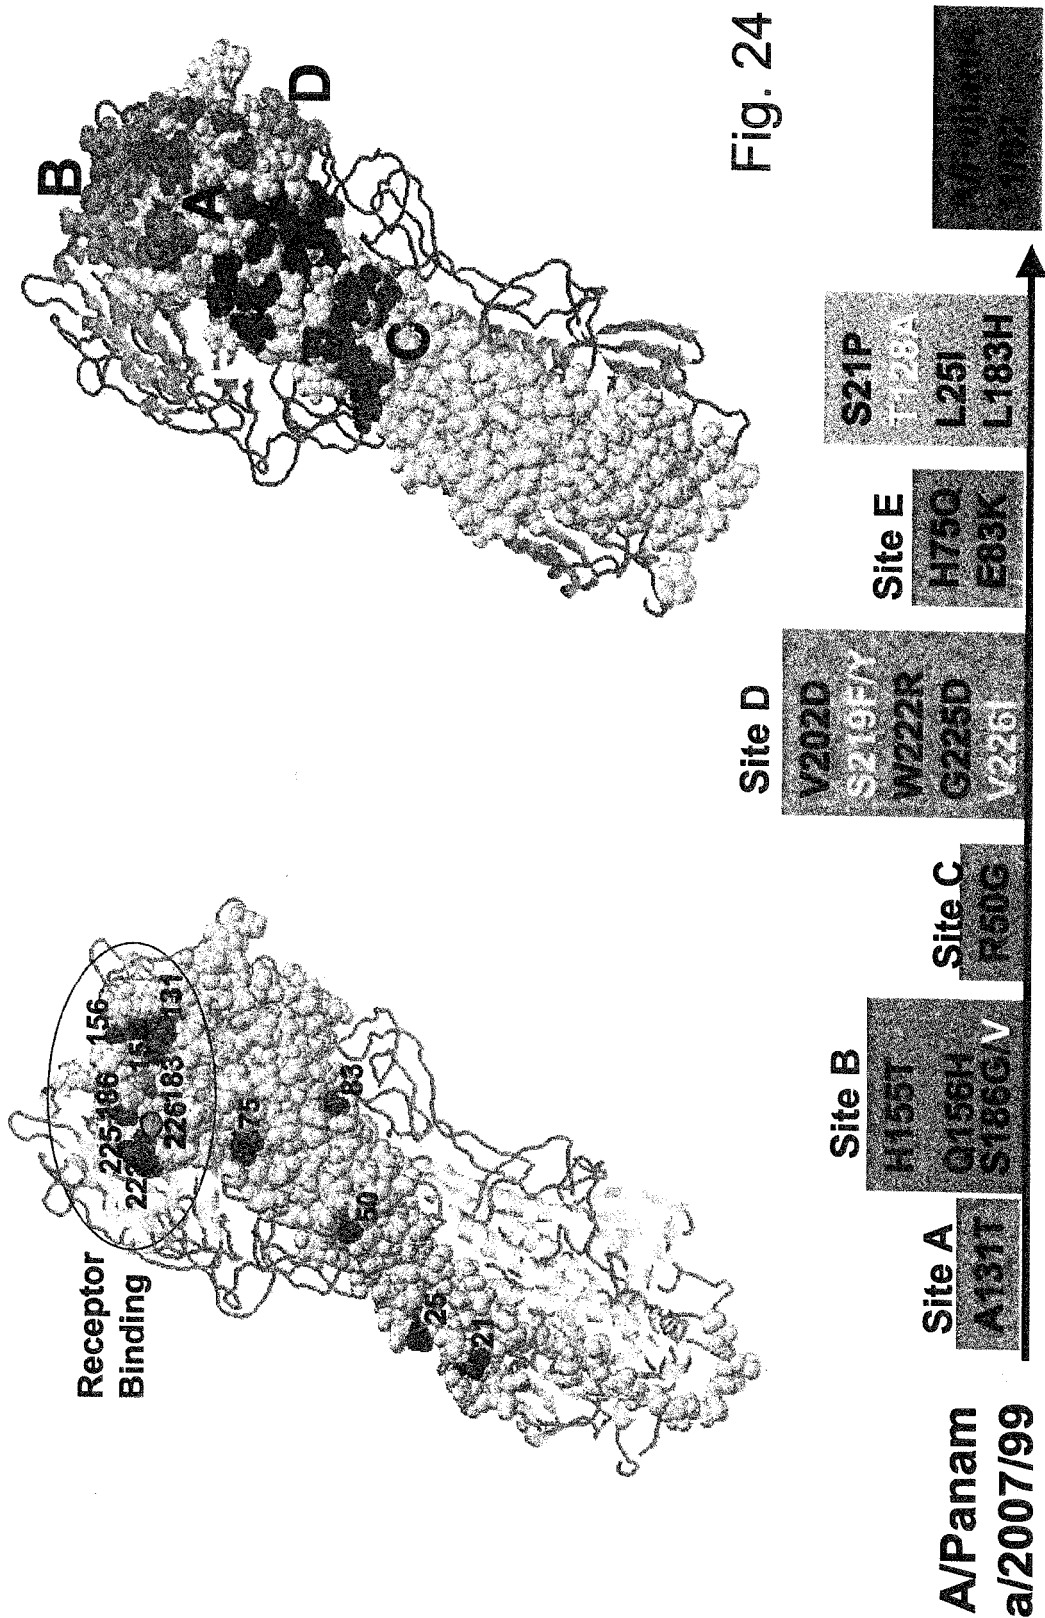 Fig. 24
B
D
A
C
E
Receptor
Binding
156
131
186
183
225
226
222
75
83
50
25
21
A/Panam
a/2007/99
Site A
A131T
Site B
H155T
Q156H
S186G/V
Site C
R50G
Site D
V202D
S219F/Y
W222R
G225D
V226I
Site E
H75Q
E83K
S21P
T128A
L25I
L183H